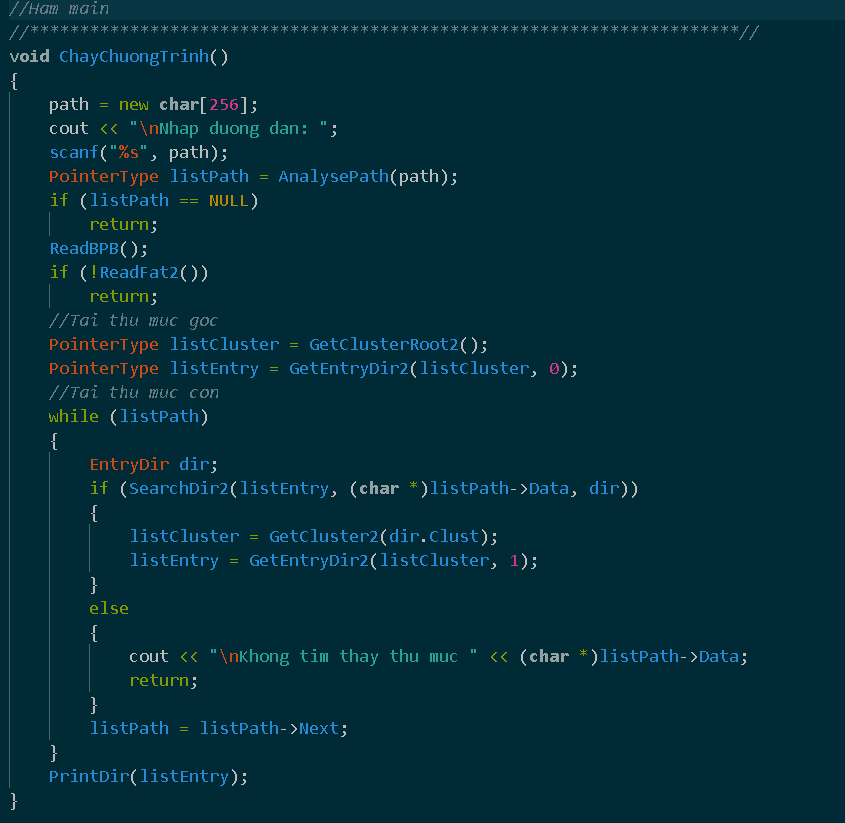 //Ham main
//***********************************************************************//
void ChayChuongTrinh()
{
    path = new char[256];
    cout << "\nNhap duong dan: ";
    scanf("%s", path);
    PointerType listPath = AnalysePath(path);
    if (listPath == NULL)
        return;
    ReadBPB();
    if (!ReadFat2())
        return;
    //Tai thu muc goc
    PointerType listCluster = GetClusterRoot2();
    PointerType listEntry = GetEntryDir2(listCluster, 0);
    //Tai thu muc con
    while (listPath)
    {
        EntryDir dir;
        if (SearchDir2(listEntry, (char *)listPath->Data, dir))
        {
            listCluster = GetCluster2(dir.Clust);
            listEntry = GetEntryDir2(listCluster, 1);
        }
        else
        {
            cout << "\nKhong tim thay thu muc " << (char *)listPath->Data;
            return;
        }
        listPath = listPath->Next;
    }
    PrintDir(listEntry);
}